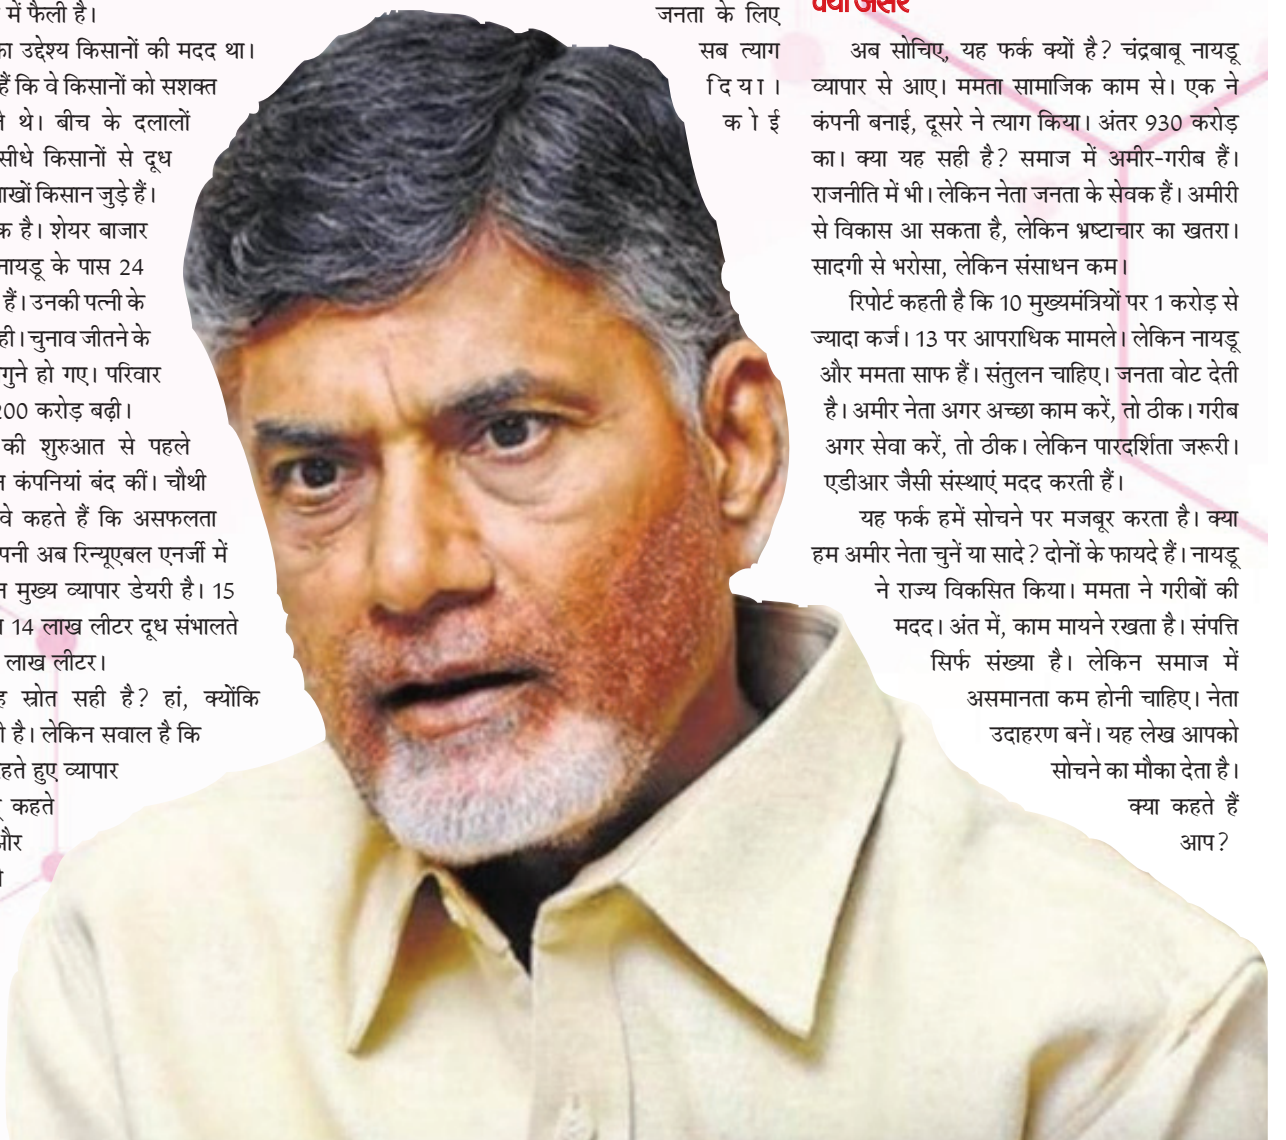 में फैली है।
का उद्देश्य किसानों की मदद था।
हैं कि वे किसानों को सशक्त
थे। बीच के दलालों
सीधे किसानों से दूध
लाखों किसान जुड़े हैं।
है। शेयर बाजार
नायडू के पास 24
हैं। उनकी पत्नी के
ही। चुनाव जीतने के
गुने हो गए। परिवार
200 करोड़ बढ़ी।
की शुरुआत से पहले
कंपनियां बंद कीं। चौथी
वे कहते हैं कि असफलता
पनी अब रिन्यूएबल एनर्जी में
मुख्य व्यापार डेयरी है। 15
14 लाख लीटर दूध संभालते
लाख लीटर।
स्रोत सही है? हां, क्योंकि
है। लेकिन सवाल है कि
हते हुए व्यापार
कहते
और
जनता के लिए
सब त्याग
दिया।
कोई
क्या असर
अब सोचिए, यह फर्क क्यों है? चंद्रबाबू नायडू
व्यापार से आए। ममता सामाजिक काम से। एक ने
कंपनी बनाई, दूसरे ने त्याग किया। अंतर 930 करोड़
का। क्या यह सही है? समाज में अमीर-गरीब हैं।
राजनीति में भी। लेकिन नेता जनता के सेवक हैं। अमीरी
से विकास आ सकता है, लेकिन भ्रष्टाचार का खतरा।
सादगी से भरोसा, लेकिन संसाधन कम।
रिपोर्ट कहती है कि 10 मुख्यमंत्रियों पर 1 करोड़ से
ज्यादा कर्ज। 13 पर आपराधिक मामले। लेकिन नायडू
और ममता साफ हैं। संतुलन चाहिए। जनता वोट देती
है। अमीर नेता अगर अच्छा काम करें, तो ठीक। गरीब
अगर सेवा करें, तो ठीक। लेकिन पारदर्शिता जरूरी।
एडीआर जैसी संस्थाएं मदद करती हैं।
यह फर्क हमें सोचने पर मजबूर करता है। क्या
हम अमीर नेता चुनें या सादे? दोनों के फायदे हैं। नायडू
ने राज्य विकसित किया। ममता ने गरीबों की
मदद। अंत में, काम मायने रखता है। संपत्ति
सिर्फ संख्या है। लेकिन समाज में
असमानता कम होनी चाहिए। नेता
उदाहरण बनें। यह लेख आपको
सोचने का मौका देता है।
क्या कहते हैं
आप?